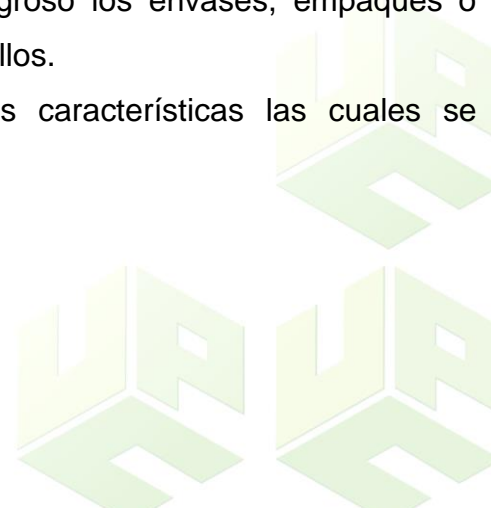 groso los envases, empaques o
llos.
s características las cuales se